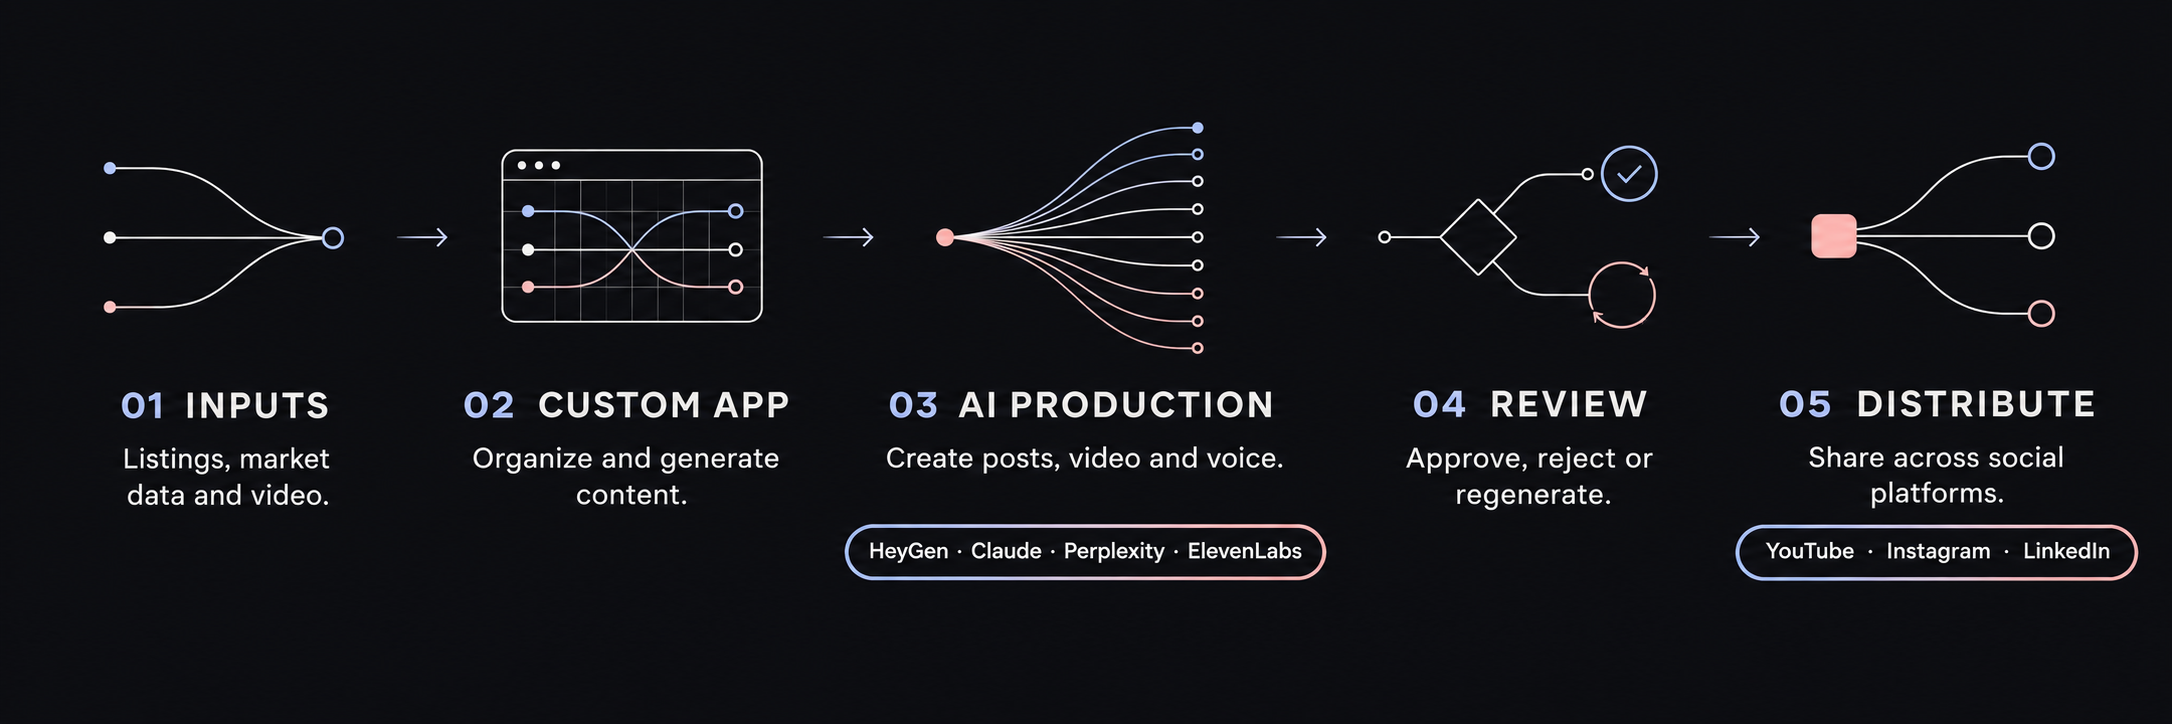 01 INPUTS
Listings, market
data and video.
02 CUSTOM APP
Organize and generate
content.
03 AI PRODUCTION
Create posts, video and voice.
HeyGen · Claude · Perplexity · ElevenLabs
04 REVIEW
Approve, reject or
regenerate.
05 DISTRIBUTE
Share across social
platforms.
YouTube · Instagram · LinkedIn